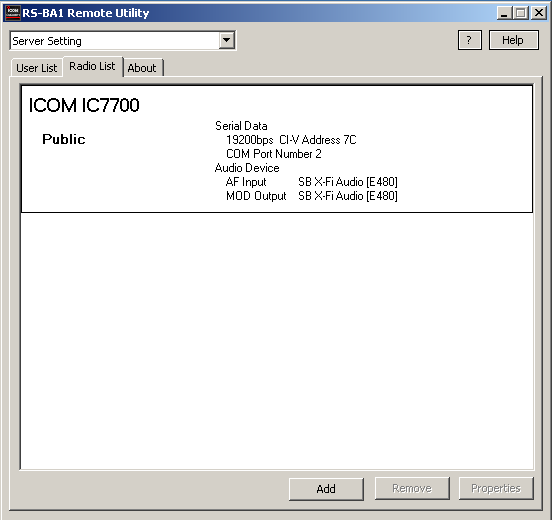 RS-BA1 Remote Utility
Server Setting
? Help
User List Radio List About
ICOM IC7700
Public
Serial Data
19200bps CI-V Address 7C
COM Port Number 2
Audio Device
AF Input SB X-Fi Audio [E480]
MOD Output SB X-Fi Audio [E480]
Add Remove Properties